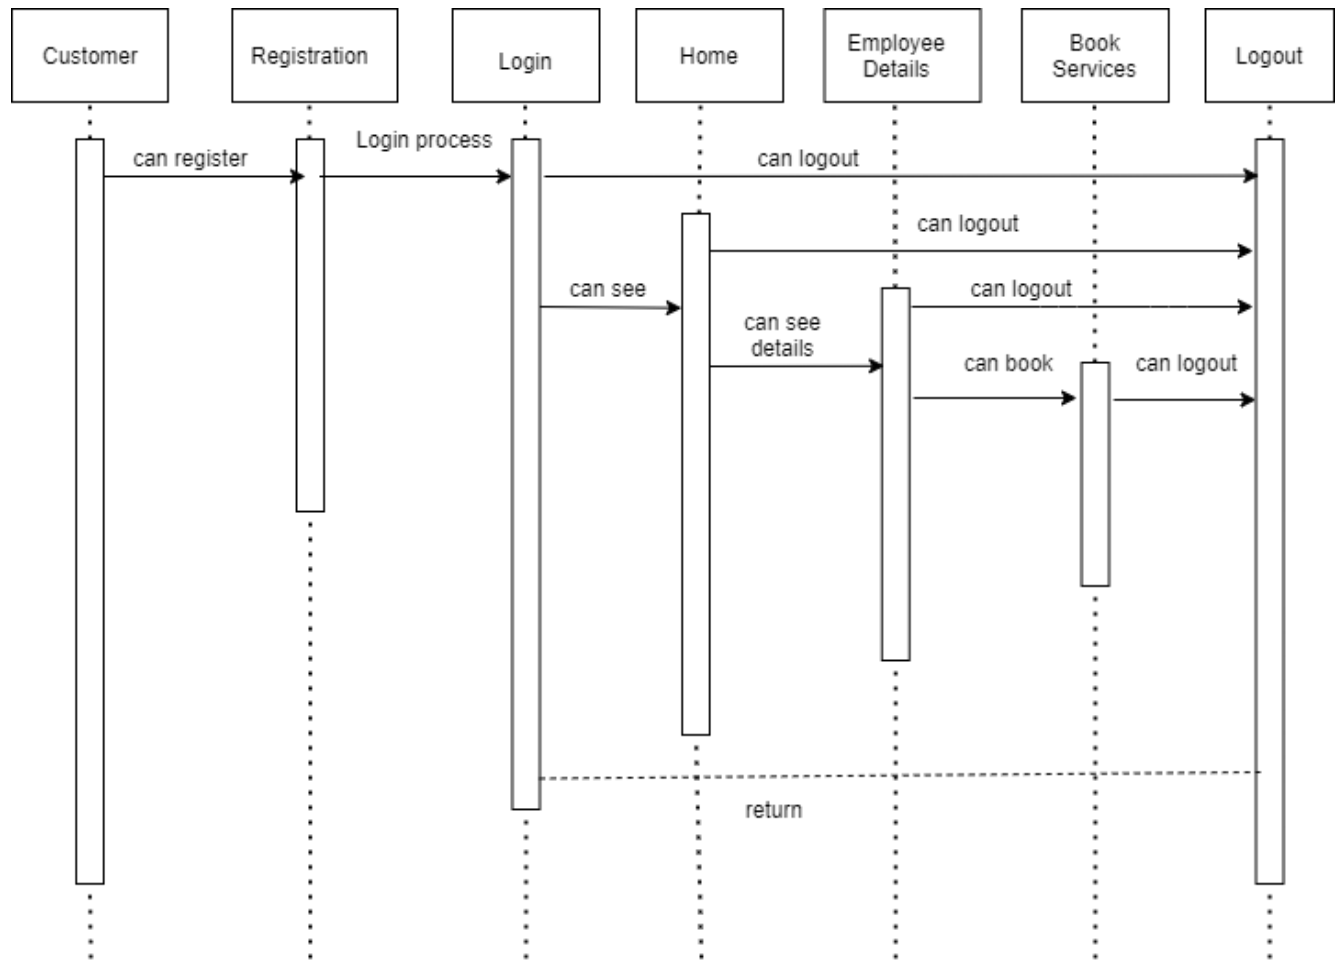 Customer
Registration
Login
Home
Employee
Details
Book
Services
Logout
Login process
can register
can logout
can logout
can see
can logout
can see
details
can book
can logout
return